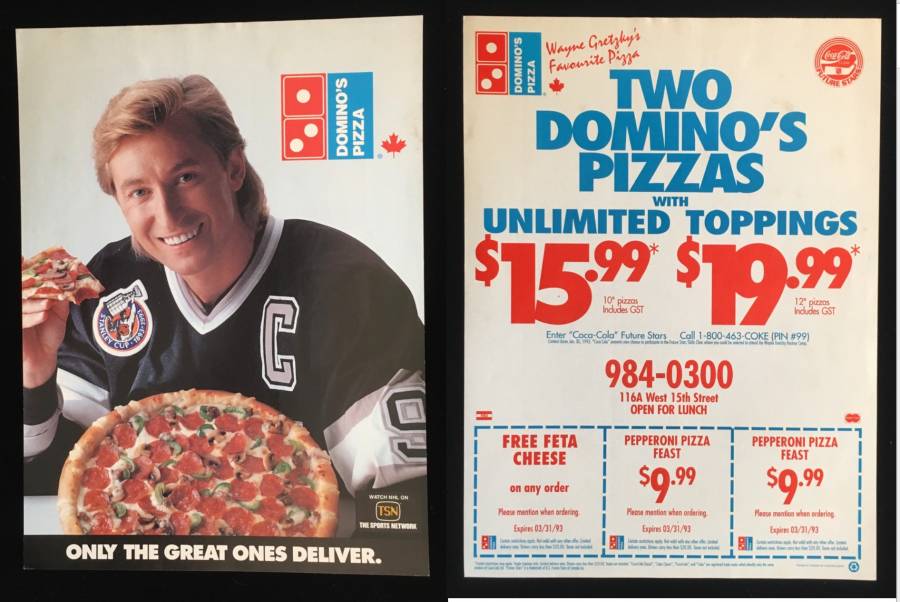 DOMINO'S
PIZZA
STANLEY CUP
1893-1993
C
9
WATCH NHL ON
TSN
THE SPORTS NETWORK
ONLY THE GREAT ONES DELIVER.
DOMINO'S
PIZZA
Wayne Gretzky's
Favourite Pizza
Coca-Cola
FUTURE STARS
TWO
DOMINO'S
PIZZAS
WITH
UNLIMITED TOPPINGS
$15.99* $19.99*
10" pizzas
Includes GST
12" pizzas
Includes GST
Enter "Coca-Cola" Future Stars Call 1-800-463-COKE (PIN #99)
984-0300
116A West 15th Street
OPEN FOR LUNCH
FREE FETA
CHEESE
on any order
Please mention when ordering.
Expires 03/31/93
PEPPERONI PIZZA
FEAST
$9.99
Please mention when ordering.
Expires 03/31/93
PEPPERONI PIZZA
FEAST
$9.99
Please mention when ordering.
Expires 03/31/93